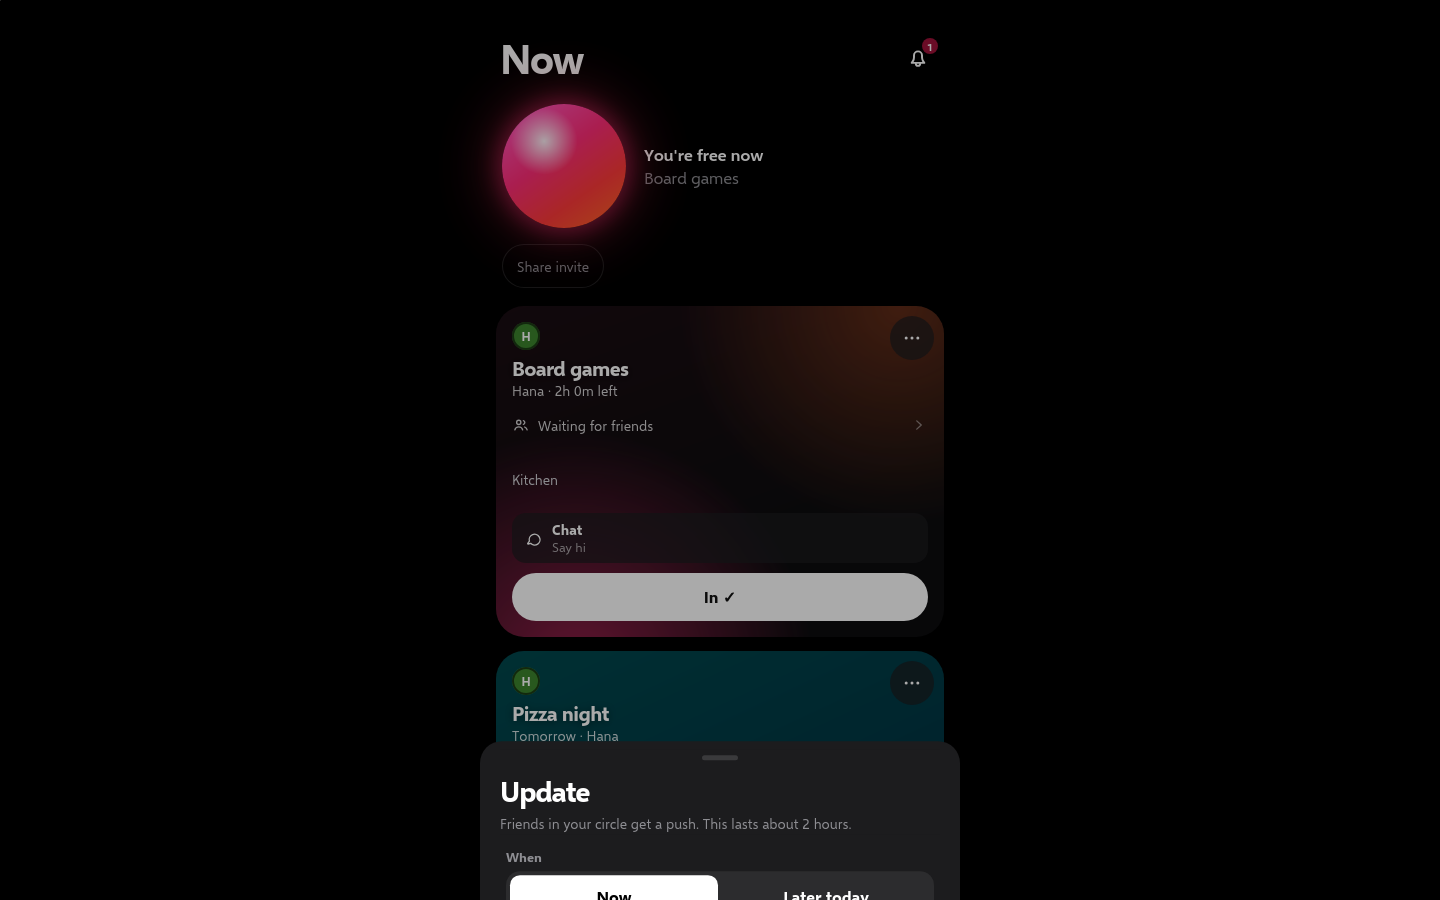 Now
1
You're free now
Board games
Share invite
H
Board games
Hana · 2h 0m left
Waiting for friends
Kitchen
Chat
Say hi
In ✓
H
Pizza night
Tomorrow · Hana
Update
Friends in your circle get a push. This lasts about 2 hours.
When
Now
Later today